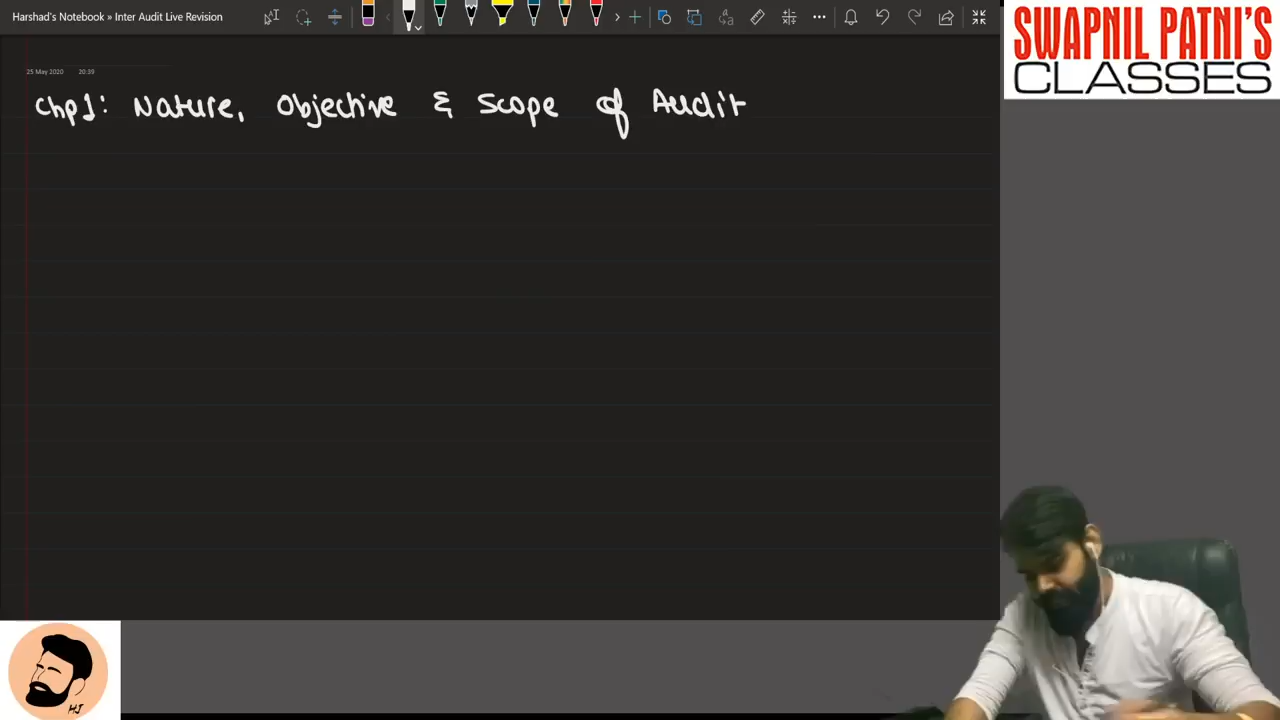 Harshad's Notebook » Inter Audit Live Revision
SWAPNIL PATNI'S
CLASSES
25 May 2020 20:39
Chp1: Nature, Objective & Scope of Audit
HJ